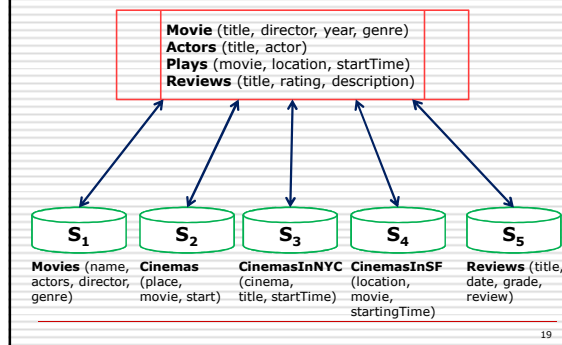 Movie (title, director, year, genre)
Actors (title, actor)
Plays (movie, location, startTime)
Reviews (title, rating, description)
S1
S2
S3
S4
S5
Movies (name,
actors, director,
genre)
Cinemas
(place,
movie, start)
CinemasInNYC
(cinema,
title, startTime)
CinemasInSF
(location,
movie,
startingTime)
Reviews (title,
date, grade,
review)
19